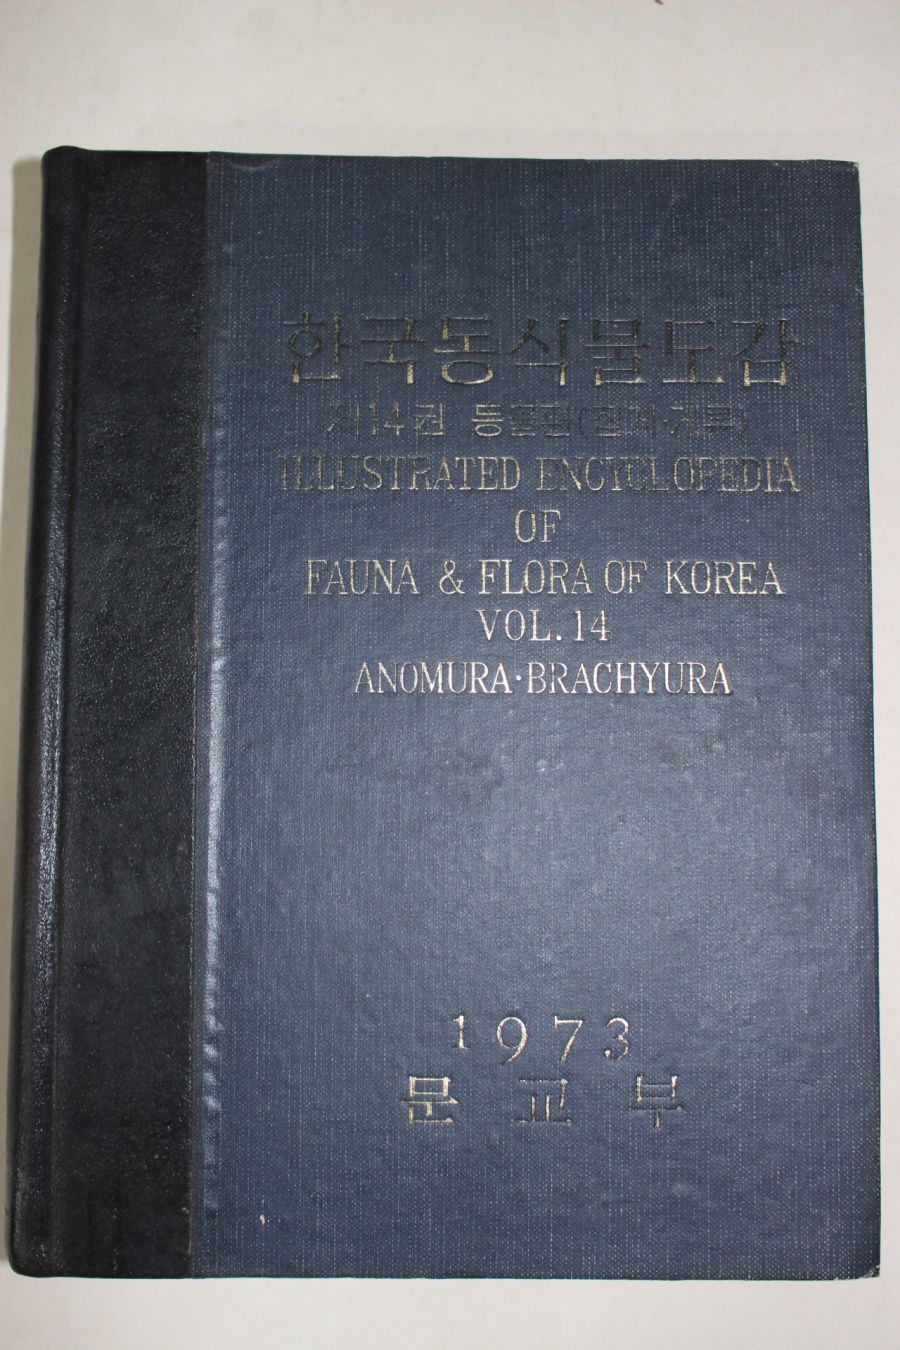 한국동식물도감
제14권 동물편(집게·게류)
ILLUSTRATED ENCYCLOPEDIA
OF
FAUNA & FLORA OF KOREA
VOL. 14
ANOMURA·BRACHYURA
1973
문교부